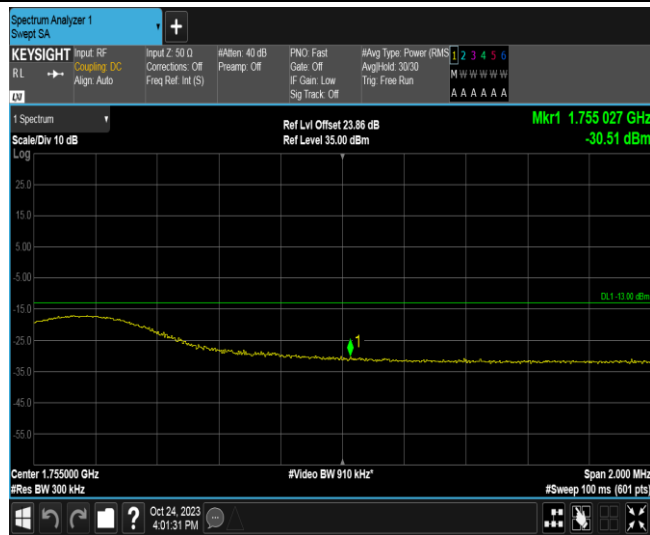 Spectrum Analyzer 1
Swept SA
+
KEYSIGHT
RL
LXI
Input: RF
Coupling: DC
Align: Auto
Input Z: 50 Ω
Corrections: Off
Freq Ref: Int (S)
#Atten: 40 dB
Preamp: Off
PNO: Fast
Gate: Off
IF Gain: Low
Sig Track: Off
#Avg Type: Power (RMS
Avg|Hold: 30/30
Trig: Free Run
1 2 3 4 5 6
M W W W W W
A A A A A A
1 Spectrum
Scale/Div 10 dB
Log
Ref Lvl Offset 23.86 dB
Ref Level 35.00 dBm
Mkr1 1.755 027 GHz
-30.51 dBm
25.0
15.0
5.00
-5.00
DL1 -13.00 dBm
-15.0
1
-25.0
-35.0
-45.0
-55.0
Center 1.755000 GHz
#Res BW 300 kHz
#Video BW 910 kHz*
Span 2.000 MHz
#Sweep 100 ms (601 pts)
?
Oct 24, 2023
4:01:31 PM